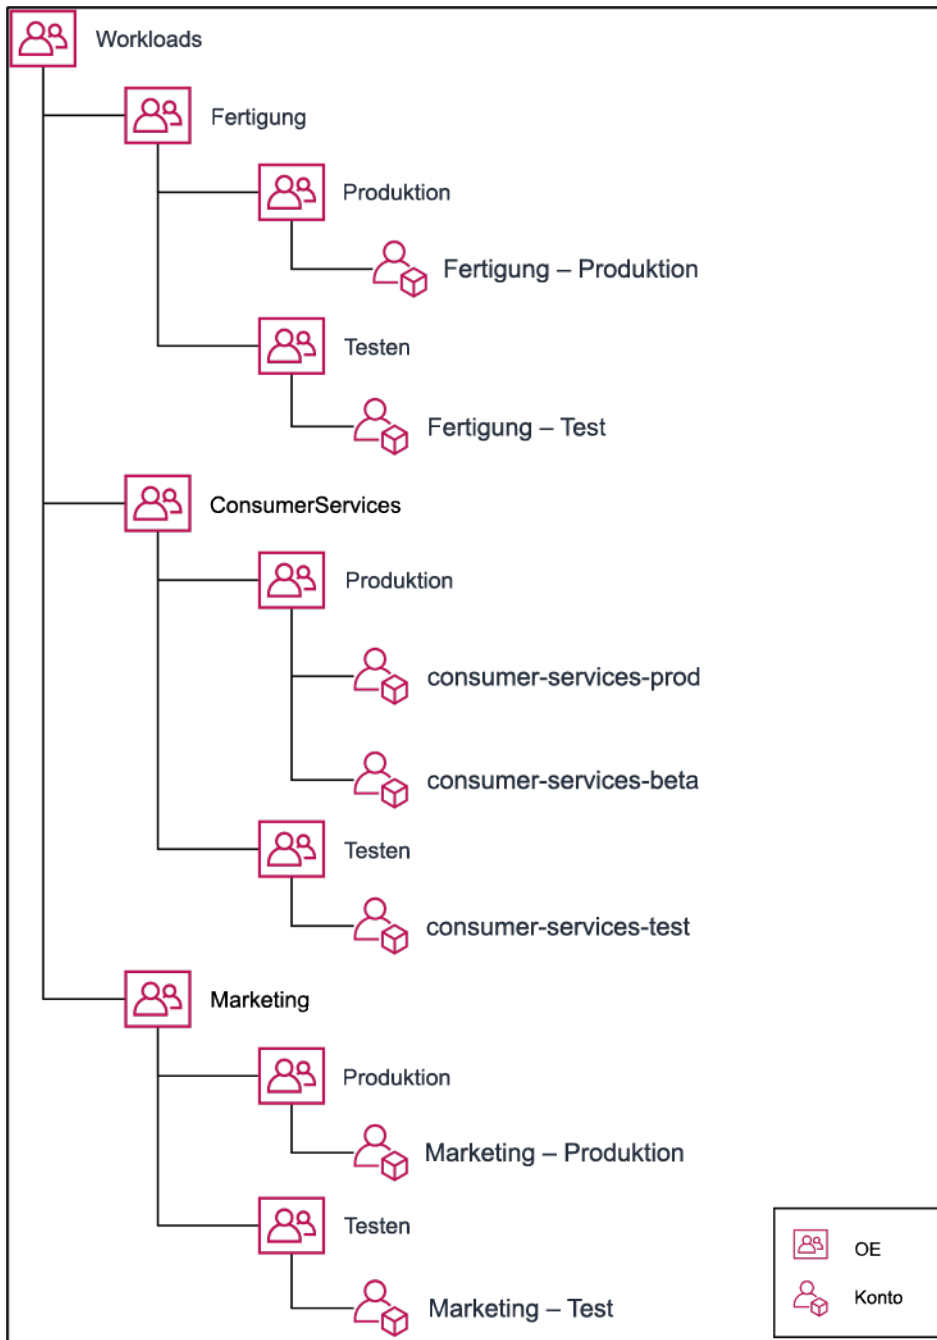 Workloads
Fertigung
Produktion
Fertigung – Produktion
Testen
Fertigung – Test
ConsumerServices
Produktion
consumer-services-prod
consumer-services-beta
Testen
consumer-services-test
Marketing
Produktion
Marketing – Produktion
Testen
Marketing – Test
OE
Konto